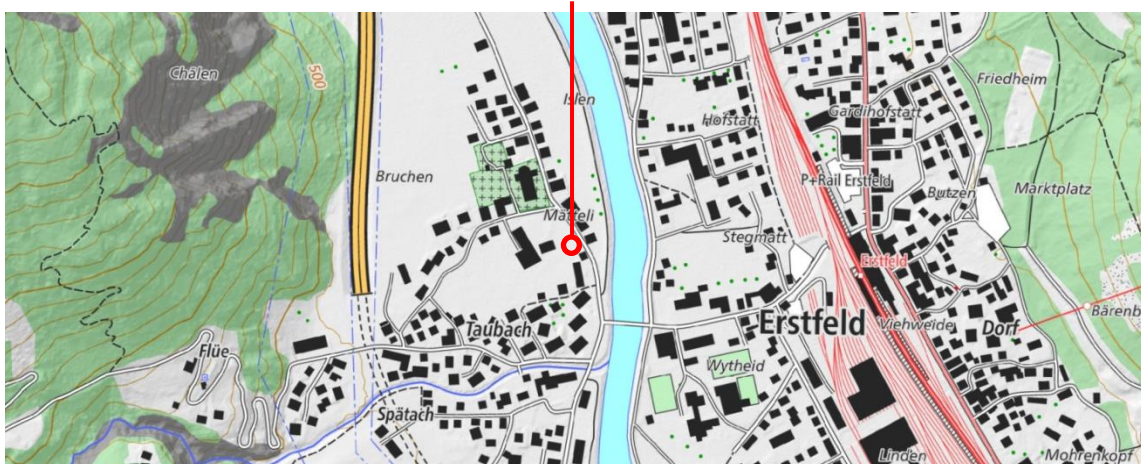 Chälen
500
Bruchen
Islen
Mätteli
Hofstatt
Gardihofstatt
Friedheim
P+Rail Erstfeld
Butzen
Marktplatz
Stegmatt
Erstfeld
Erstfeld
Viehweide
Dorf
Bärenb
Flüe
Taubach
Wytheid
Spätach
Linden
Mohrenkopf